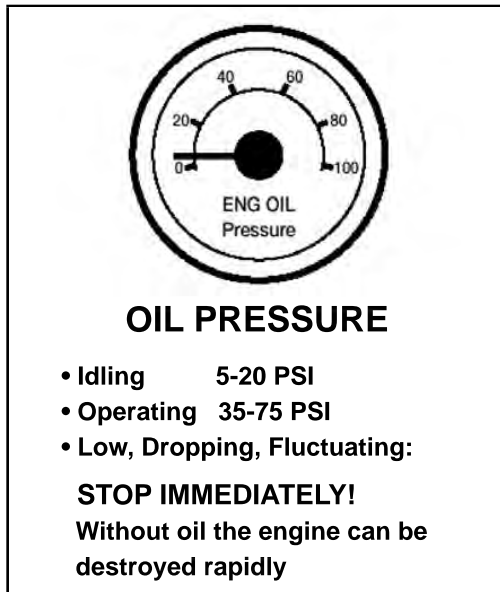 40 60
20 80
0 100
ENG OIL
Pressure
OIL PRESSURE
• Idling 5-20 PSI
• Operating 35-75 PSI
• Low, Dropping, Fluctuating:
STOP IMMEDIATELY!
Without oil the engine can be
destroyed rapidly